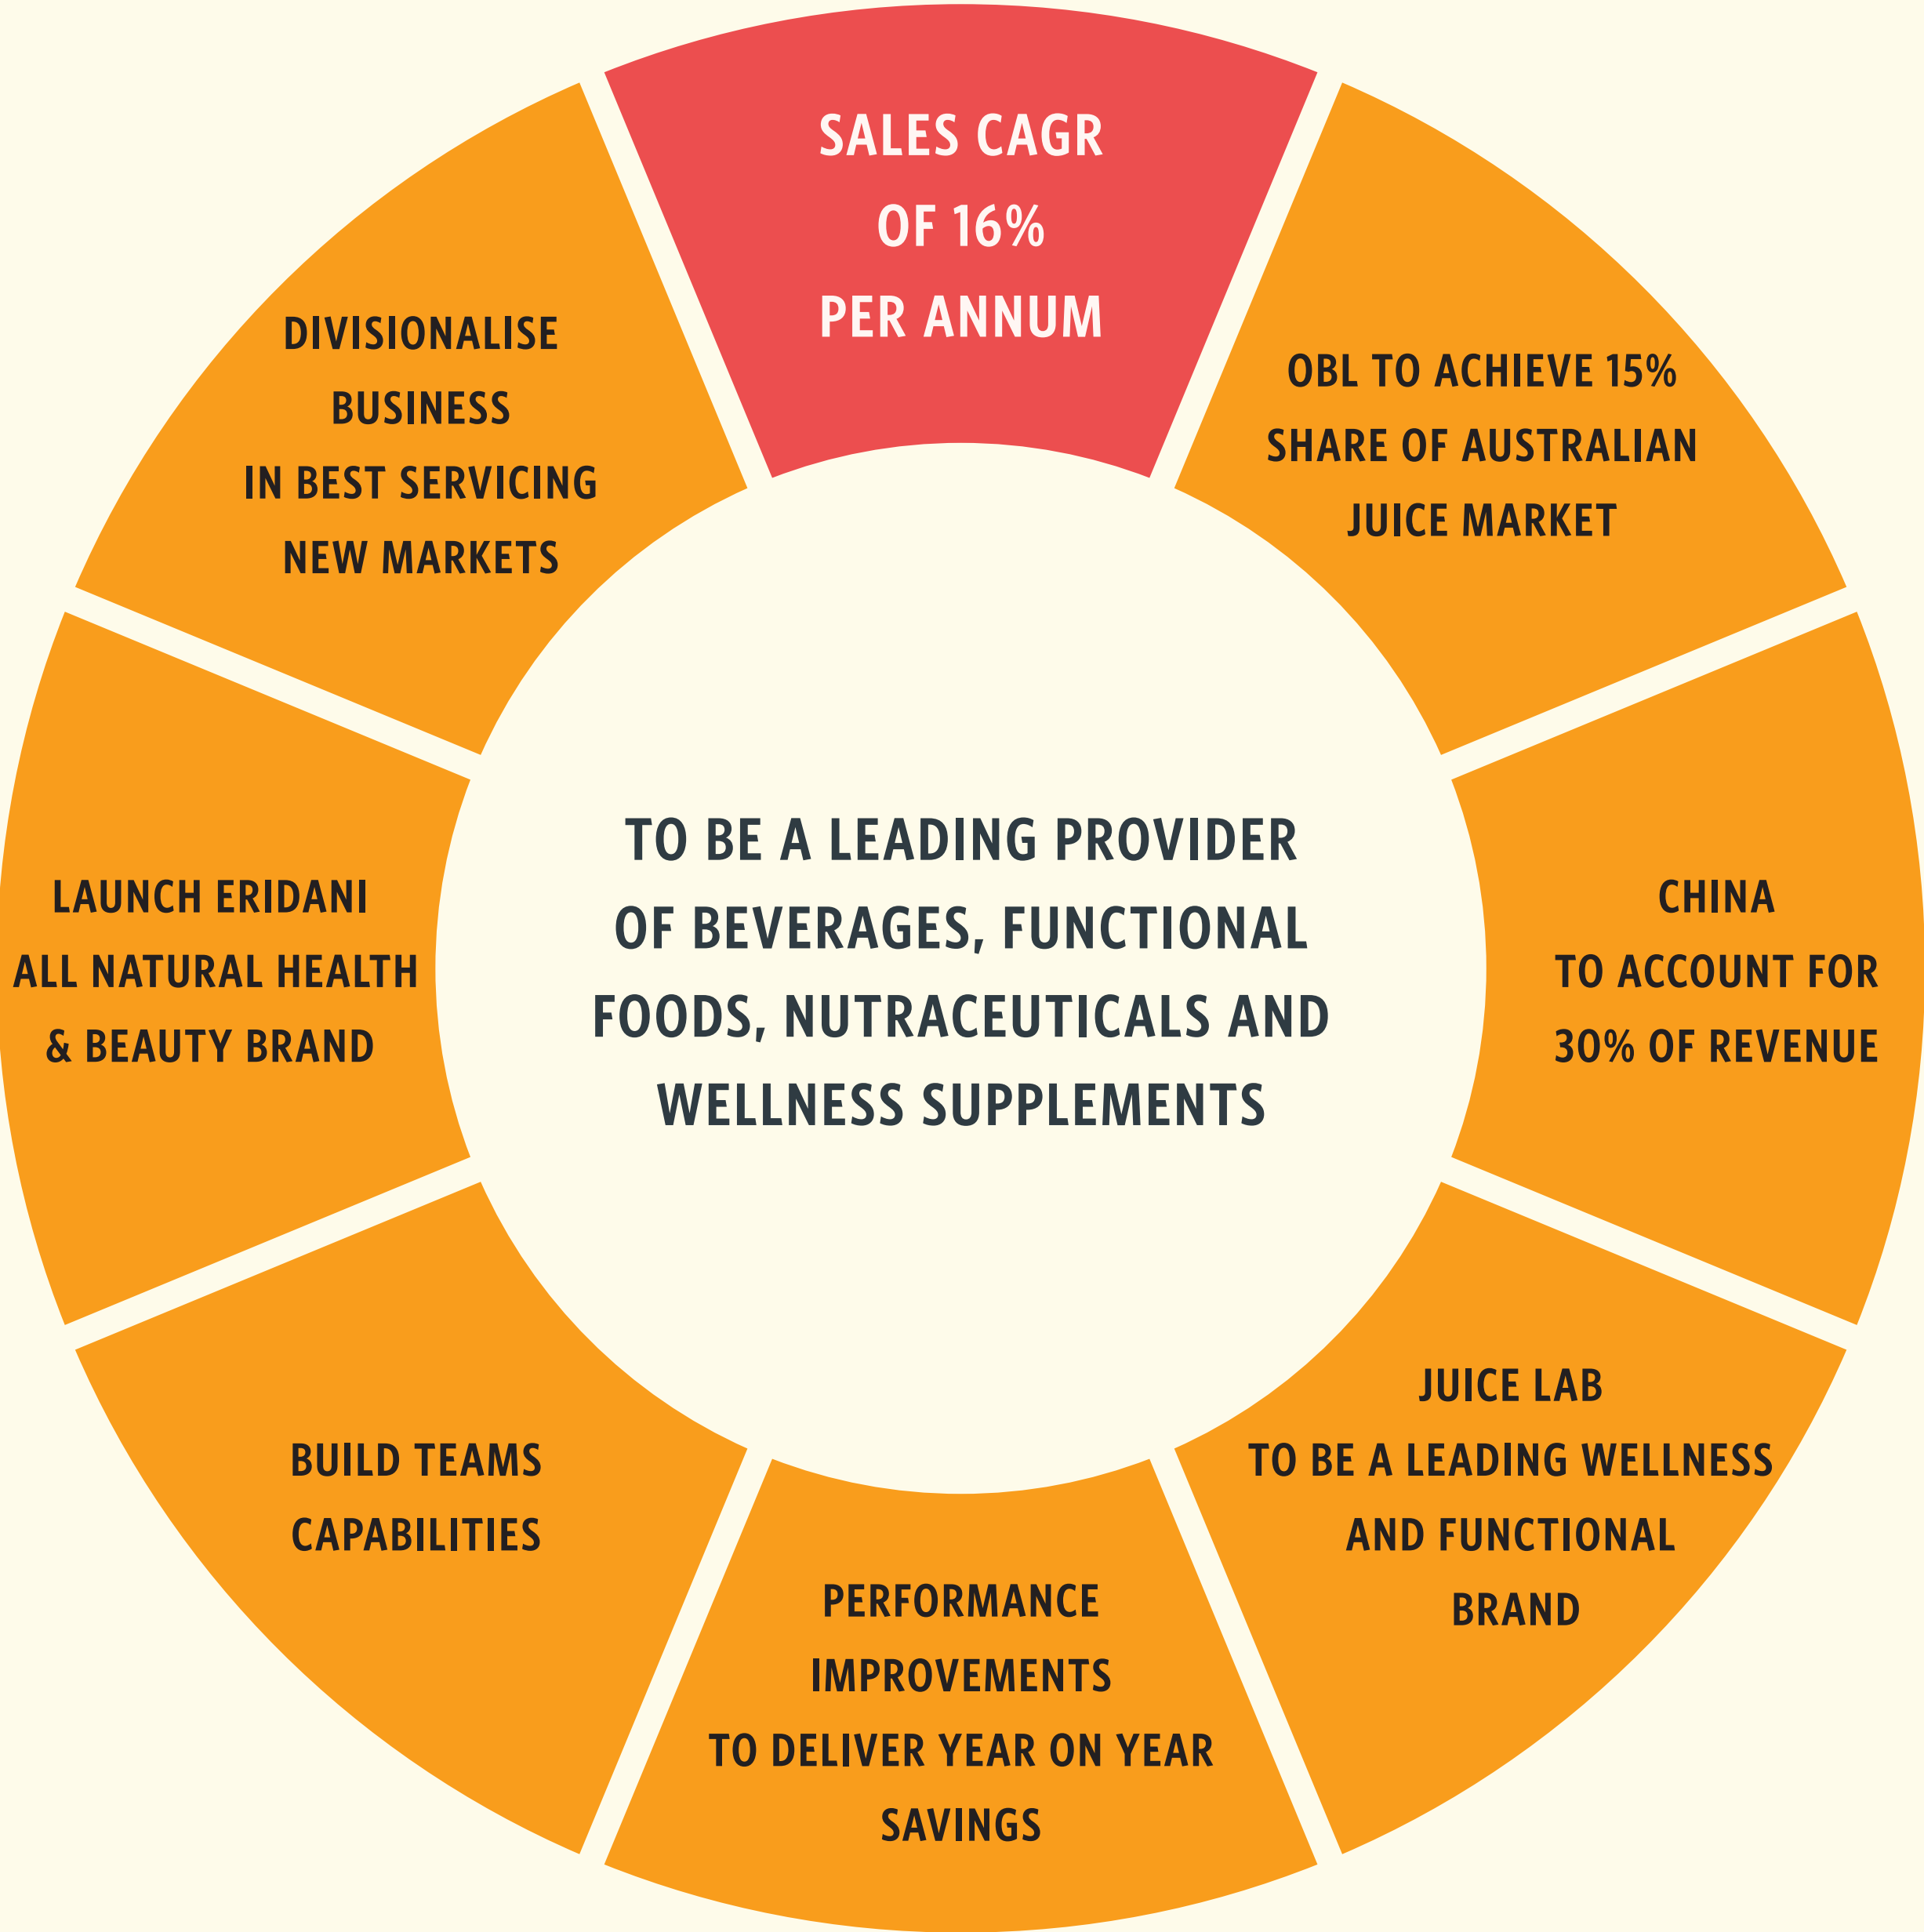 SALES CAGR
OF 16%
PER ANNUM
OBL TO ACHIEVE 15%
SHARE OF AUSTRALIAN
JUICE MARKET
CHINA
TO ACCOUNT FOR
30% OF REVENUE
JUICE LAB
TO BE A LEADING WELLNESS
AND FUNCTIONAL
BRAND
PERFORMANCE
IMPROVEMENTS
TO DELIVER YEAR ON YEAR
SAVINGS
BUILD TEAMS
CAPABILITIES
LAUNCH ERIDANI
ALL NATURAL HEALTH
& BEAUTY BRAND
DIVISIONALISE
BUSINESS
IN BEST SERVICING
NEW MARKETS
TO BE A LEADING PROVIDER
OF BEVERAGES, FUNCTIONAL
FOODS, NUTRACEUTICALS AND
WELLNESS SUPPLEMENTS